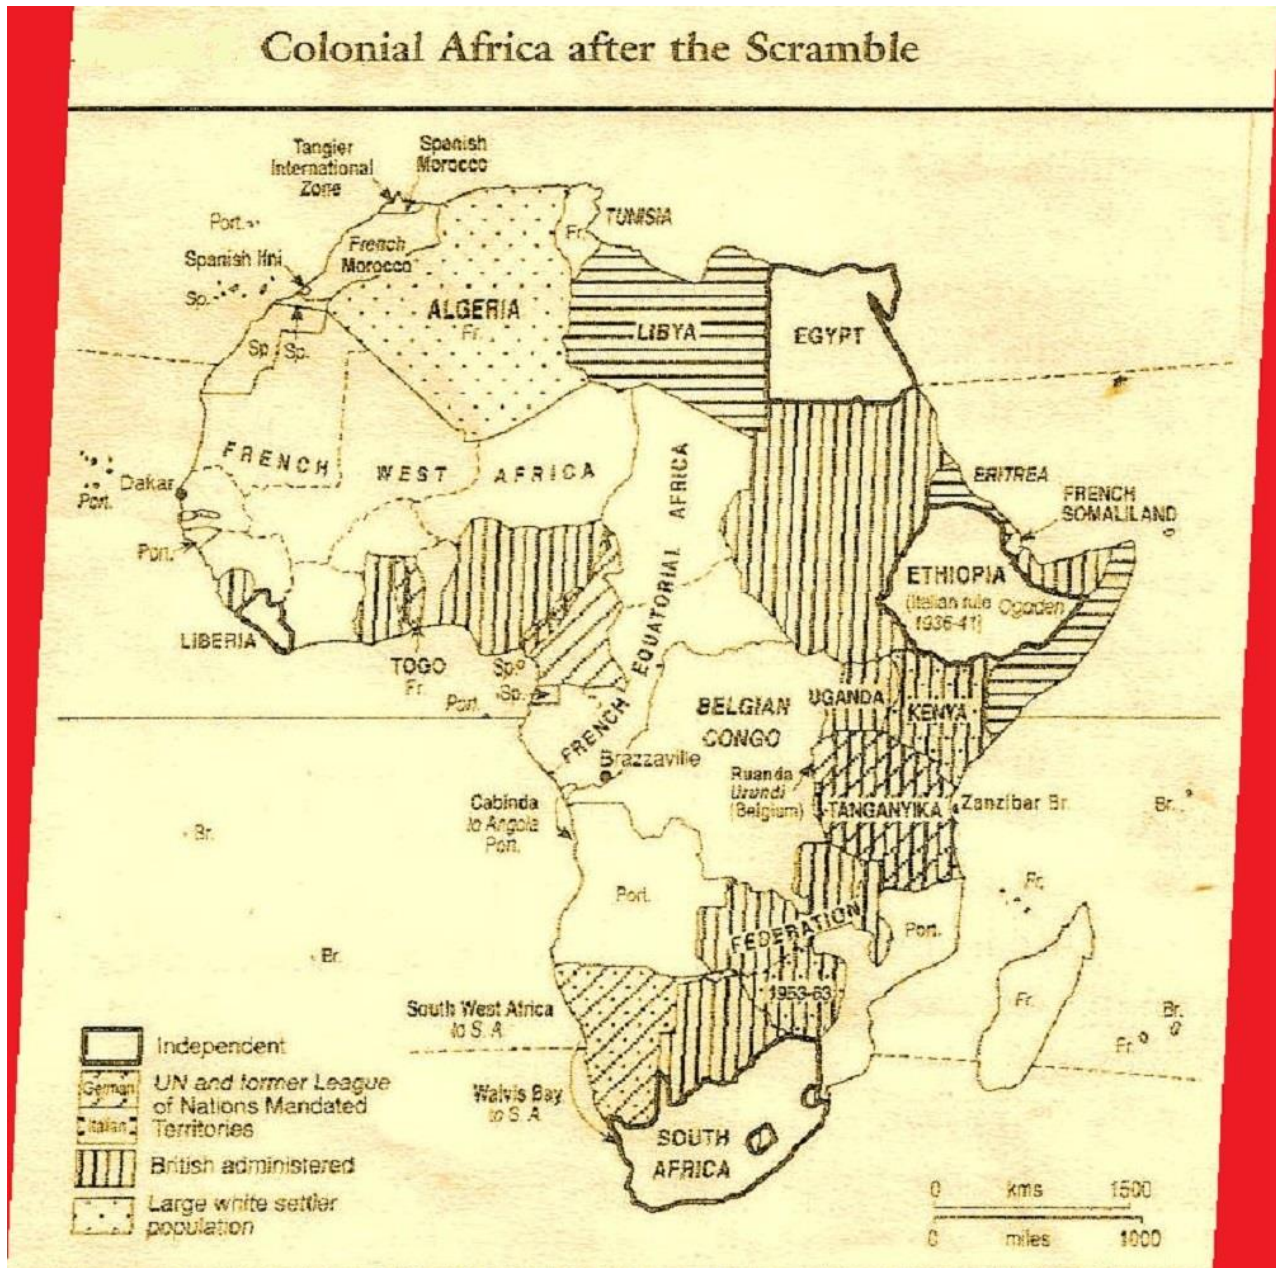 Colonial Africa after the Scramble
Tangier
International
Zone
Spanish
Morocco
Port.
TUNISIA
Fr.
French
Morocco
Spanish Ifni
Sp.
ALGERIA
Fr.
LIBYA
EGYPT
Sp.
Sp.
FRENCH WEST AFRICA
Dakar
Port.
Port.
ERITREA
FRENCH
SOMALILAND
ETHIOPIA
(Italian rule
1936-41)
Ogaden
LIBERIA
TOGO
Fr.
Sp.
Sp.
Port.
FRENCH EQUATORIAL AFRICA
BELGIAN
CONGO
UGANDA
KENYA
Brazzaville
Ruanda
Urundi
(Belgium)
TANGANYIKA
Zanzibar Br.
Br.
Cabinda
to Angola
Port.
Br.
Port.
FEDERATION
1953-63
Port.
Fr.
Fr.
Br.
South West Africa
to S. A.
Walvis Bay
to S. A.
Br.
Fr.
SOUTH
AFRICA
Independent
German
Italian
UN and former League
of Nations Mandated
Territories
British administered
Large white settler
population
0 kms 1500
0 miles 1000